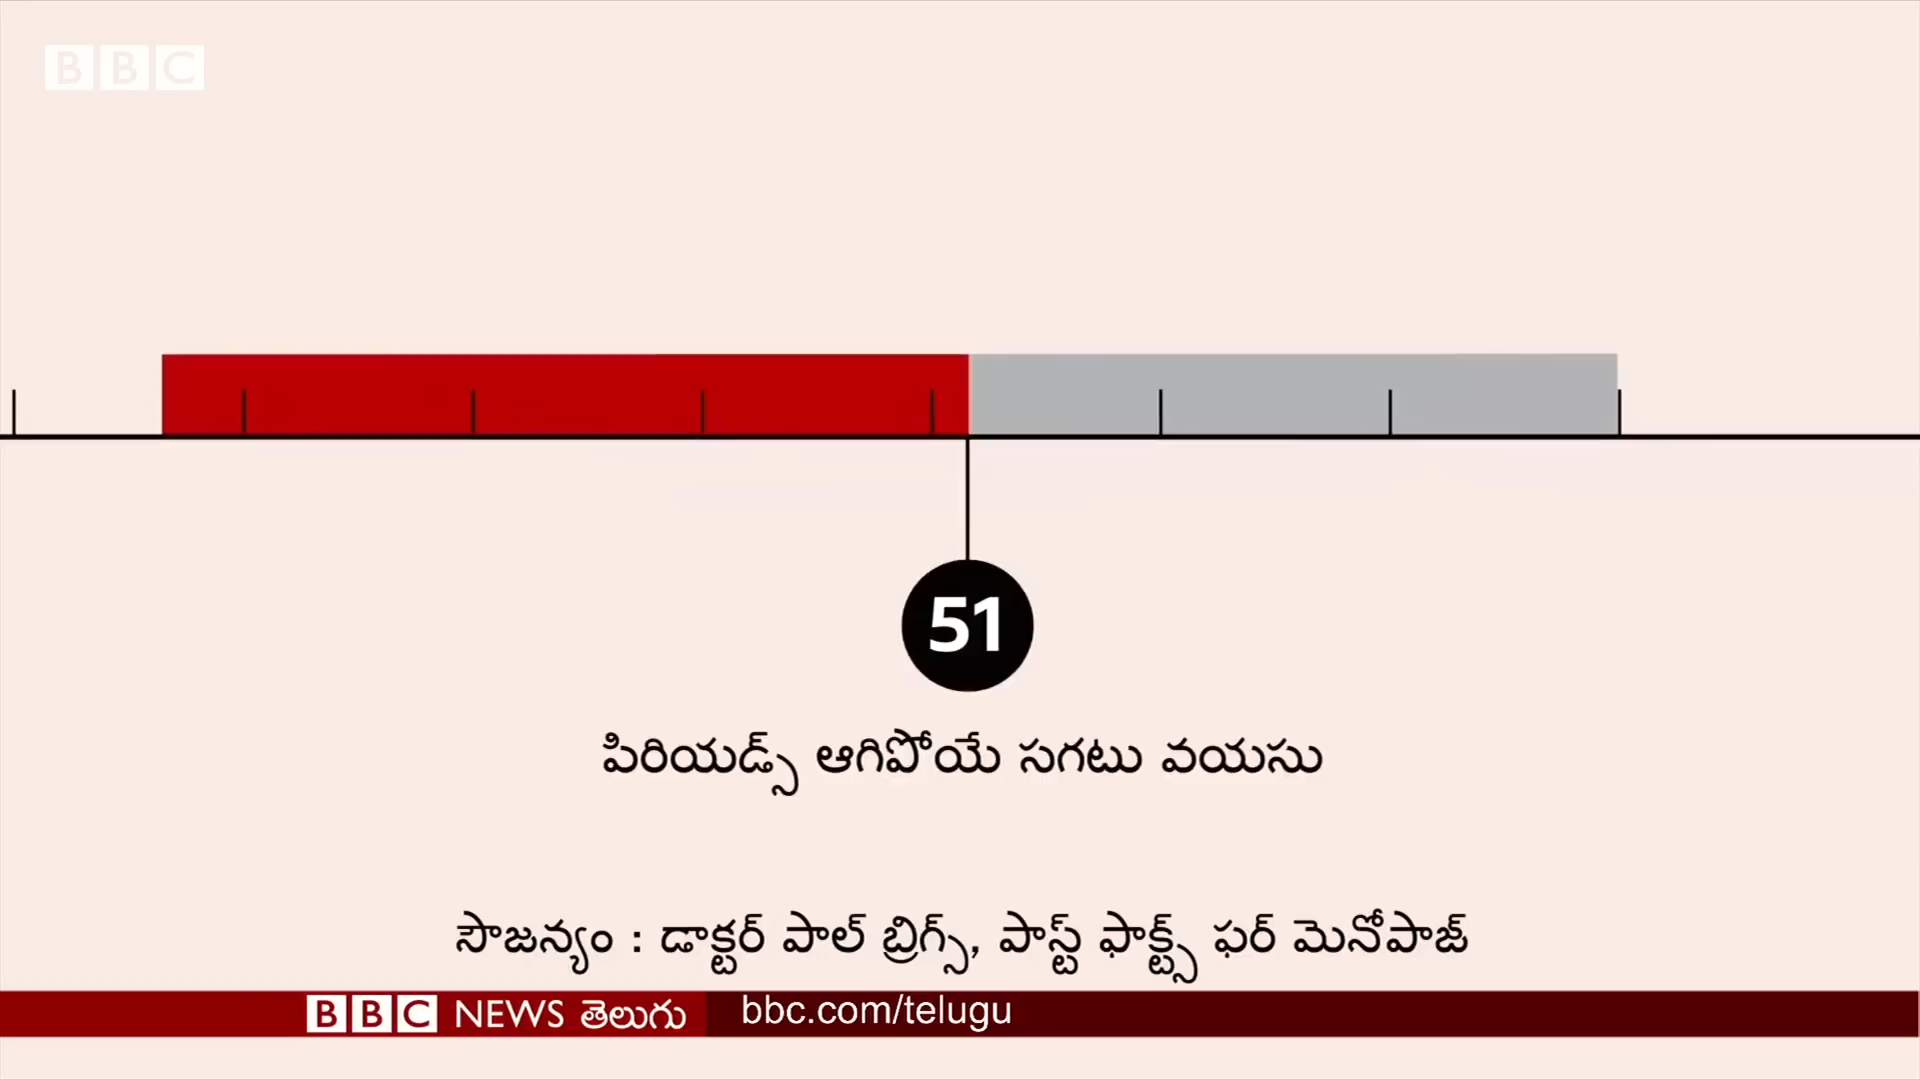 BBC
51
పిరియడ్స్ ఆగిపోయే సగటు వయసు
సౌజన్యం : డాక్టర్ పాల్ బ్రిగ్స్, పాస్ట్ ఫాక్ట్స్ ఫర్ మెనోపాజ్
BBC NEWS తెలుగు bbc.com/telugu